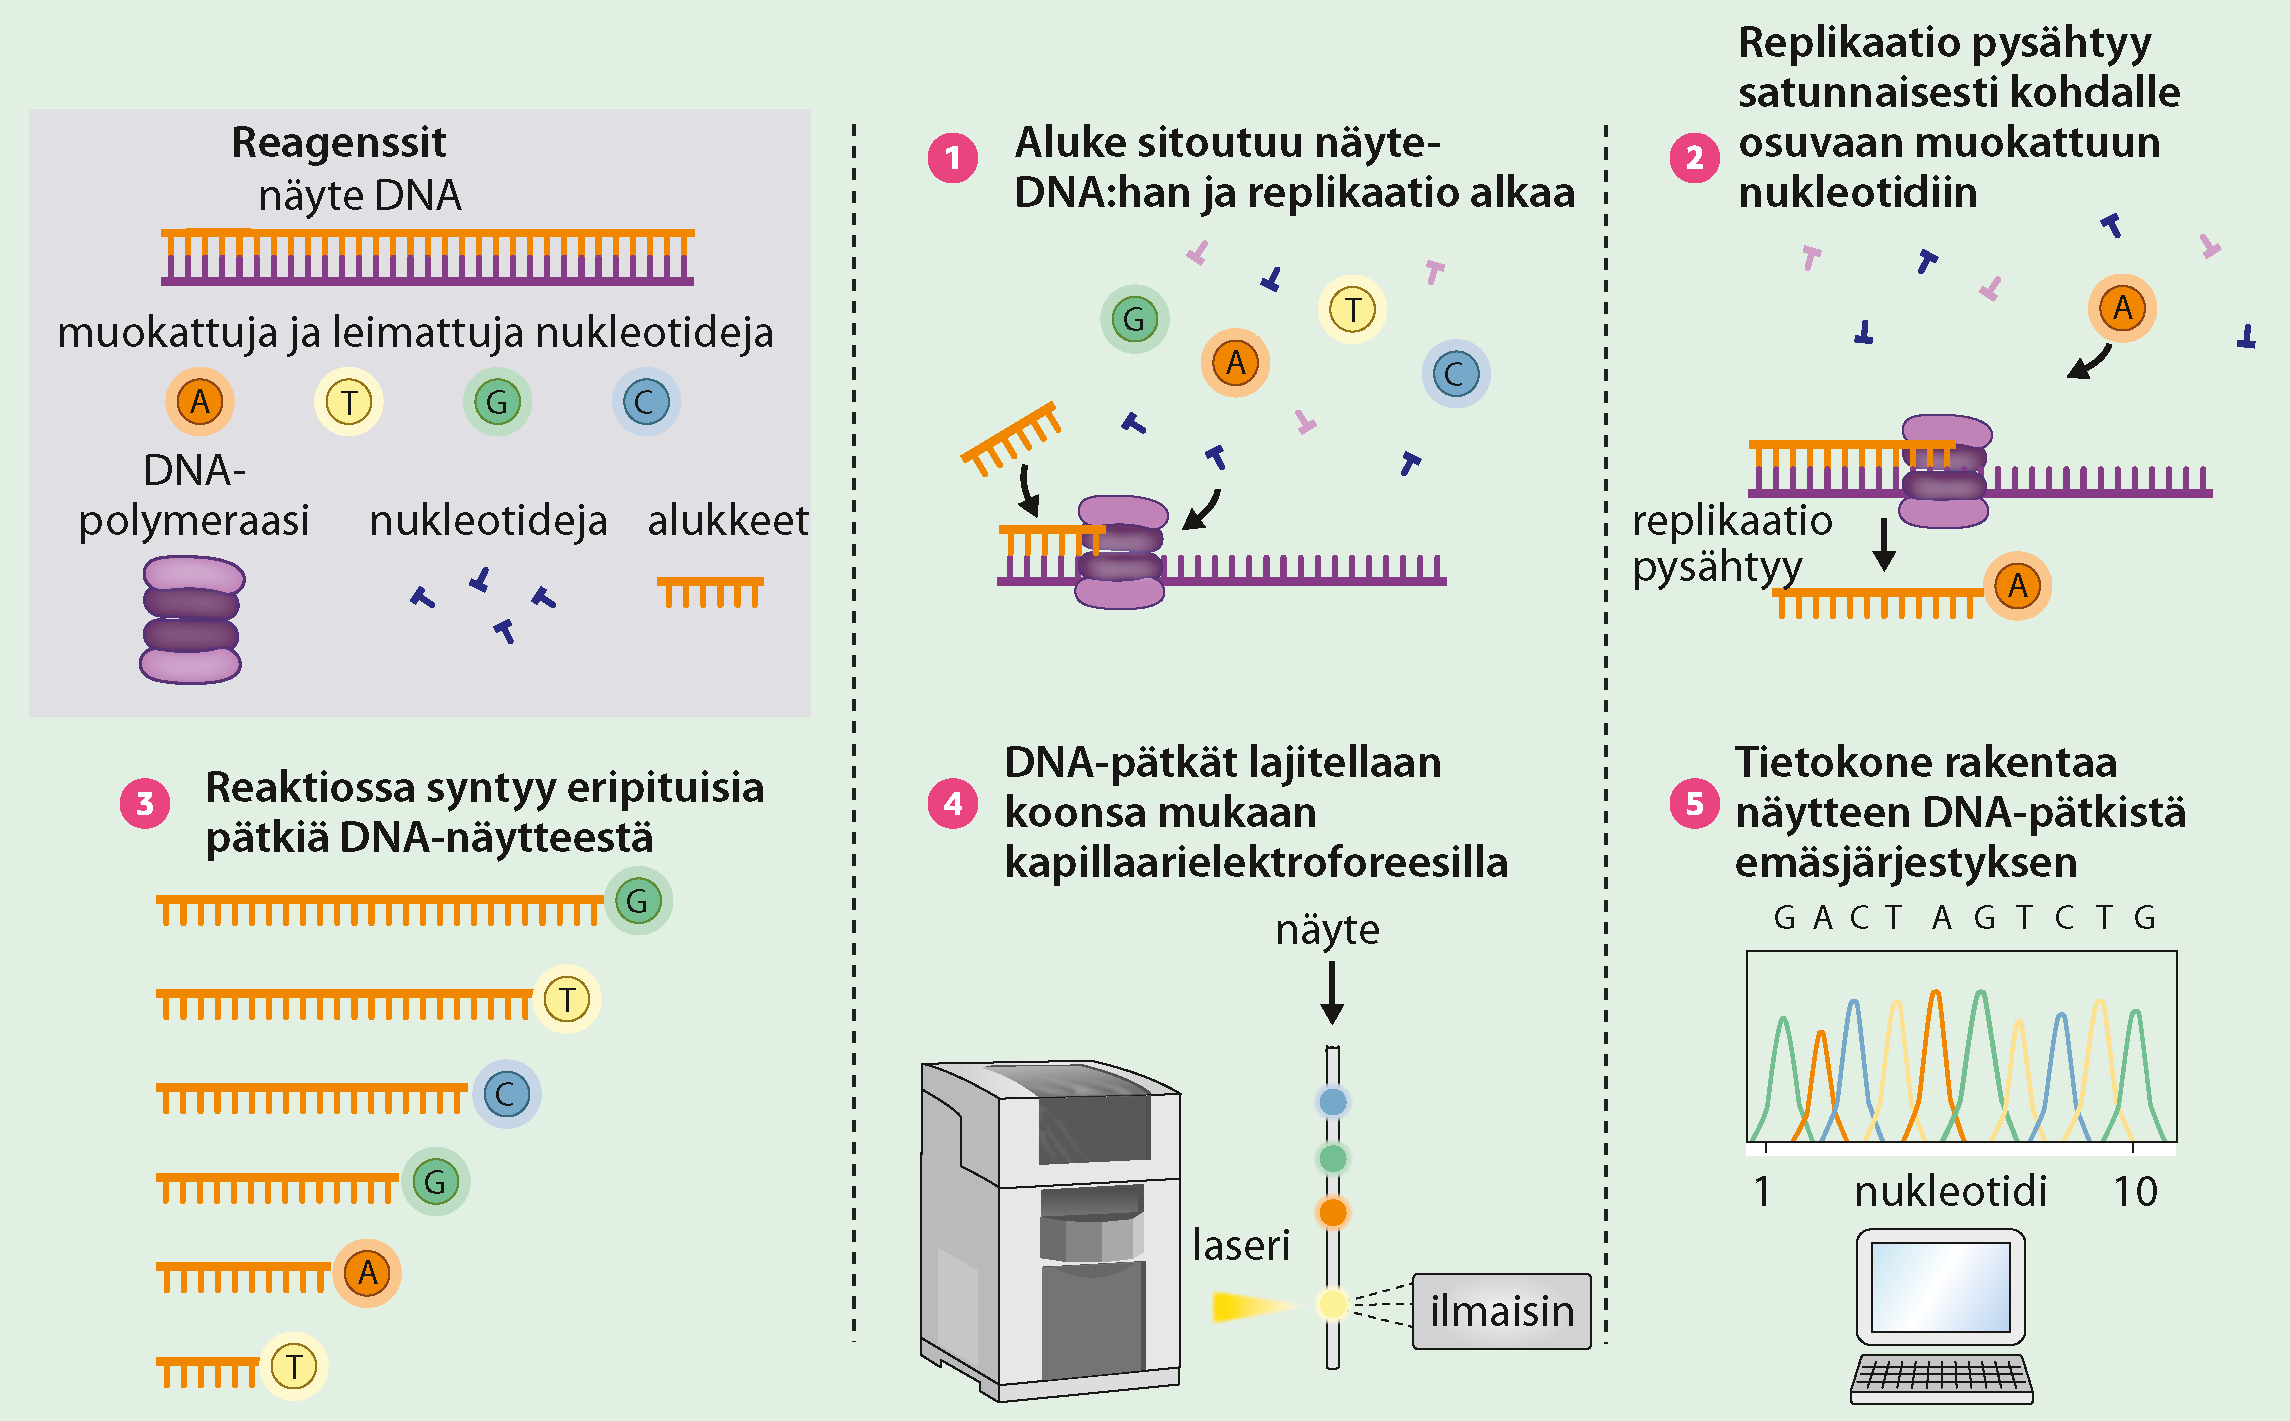 Reagenssit
näyte DNA
muokattuja ja leimattuja nukleotideja
A T G C
DNA-
polymeraasi
nukleotideja
alukkeet
1
Aluke sitoutuu näyte-
DNA:han ja replikaatio alkaa
G
A
T
C
2
Replikaatio pysähtyy
satunnaisesti kohdalle
osuvaan muokattuun
nukleotidiin
A
replikaatio
pysähtyy
A
3
Reaktiossa syntyy eripituisia
pätkiä DNA-näytteestä
G
T
C
G
A
T
4
DNA-pätkät lajitellaan
koonsa mukaan
kapillaarielektroforeesilla
näyte
laseri
ilmaisin
5
Tietokone rakentaa
näytteen DNA-pätkistä
emäsjärjestyksen
G A C T A G T C T G
1 nukleotidi 10